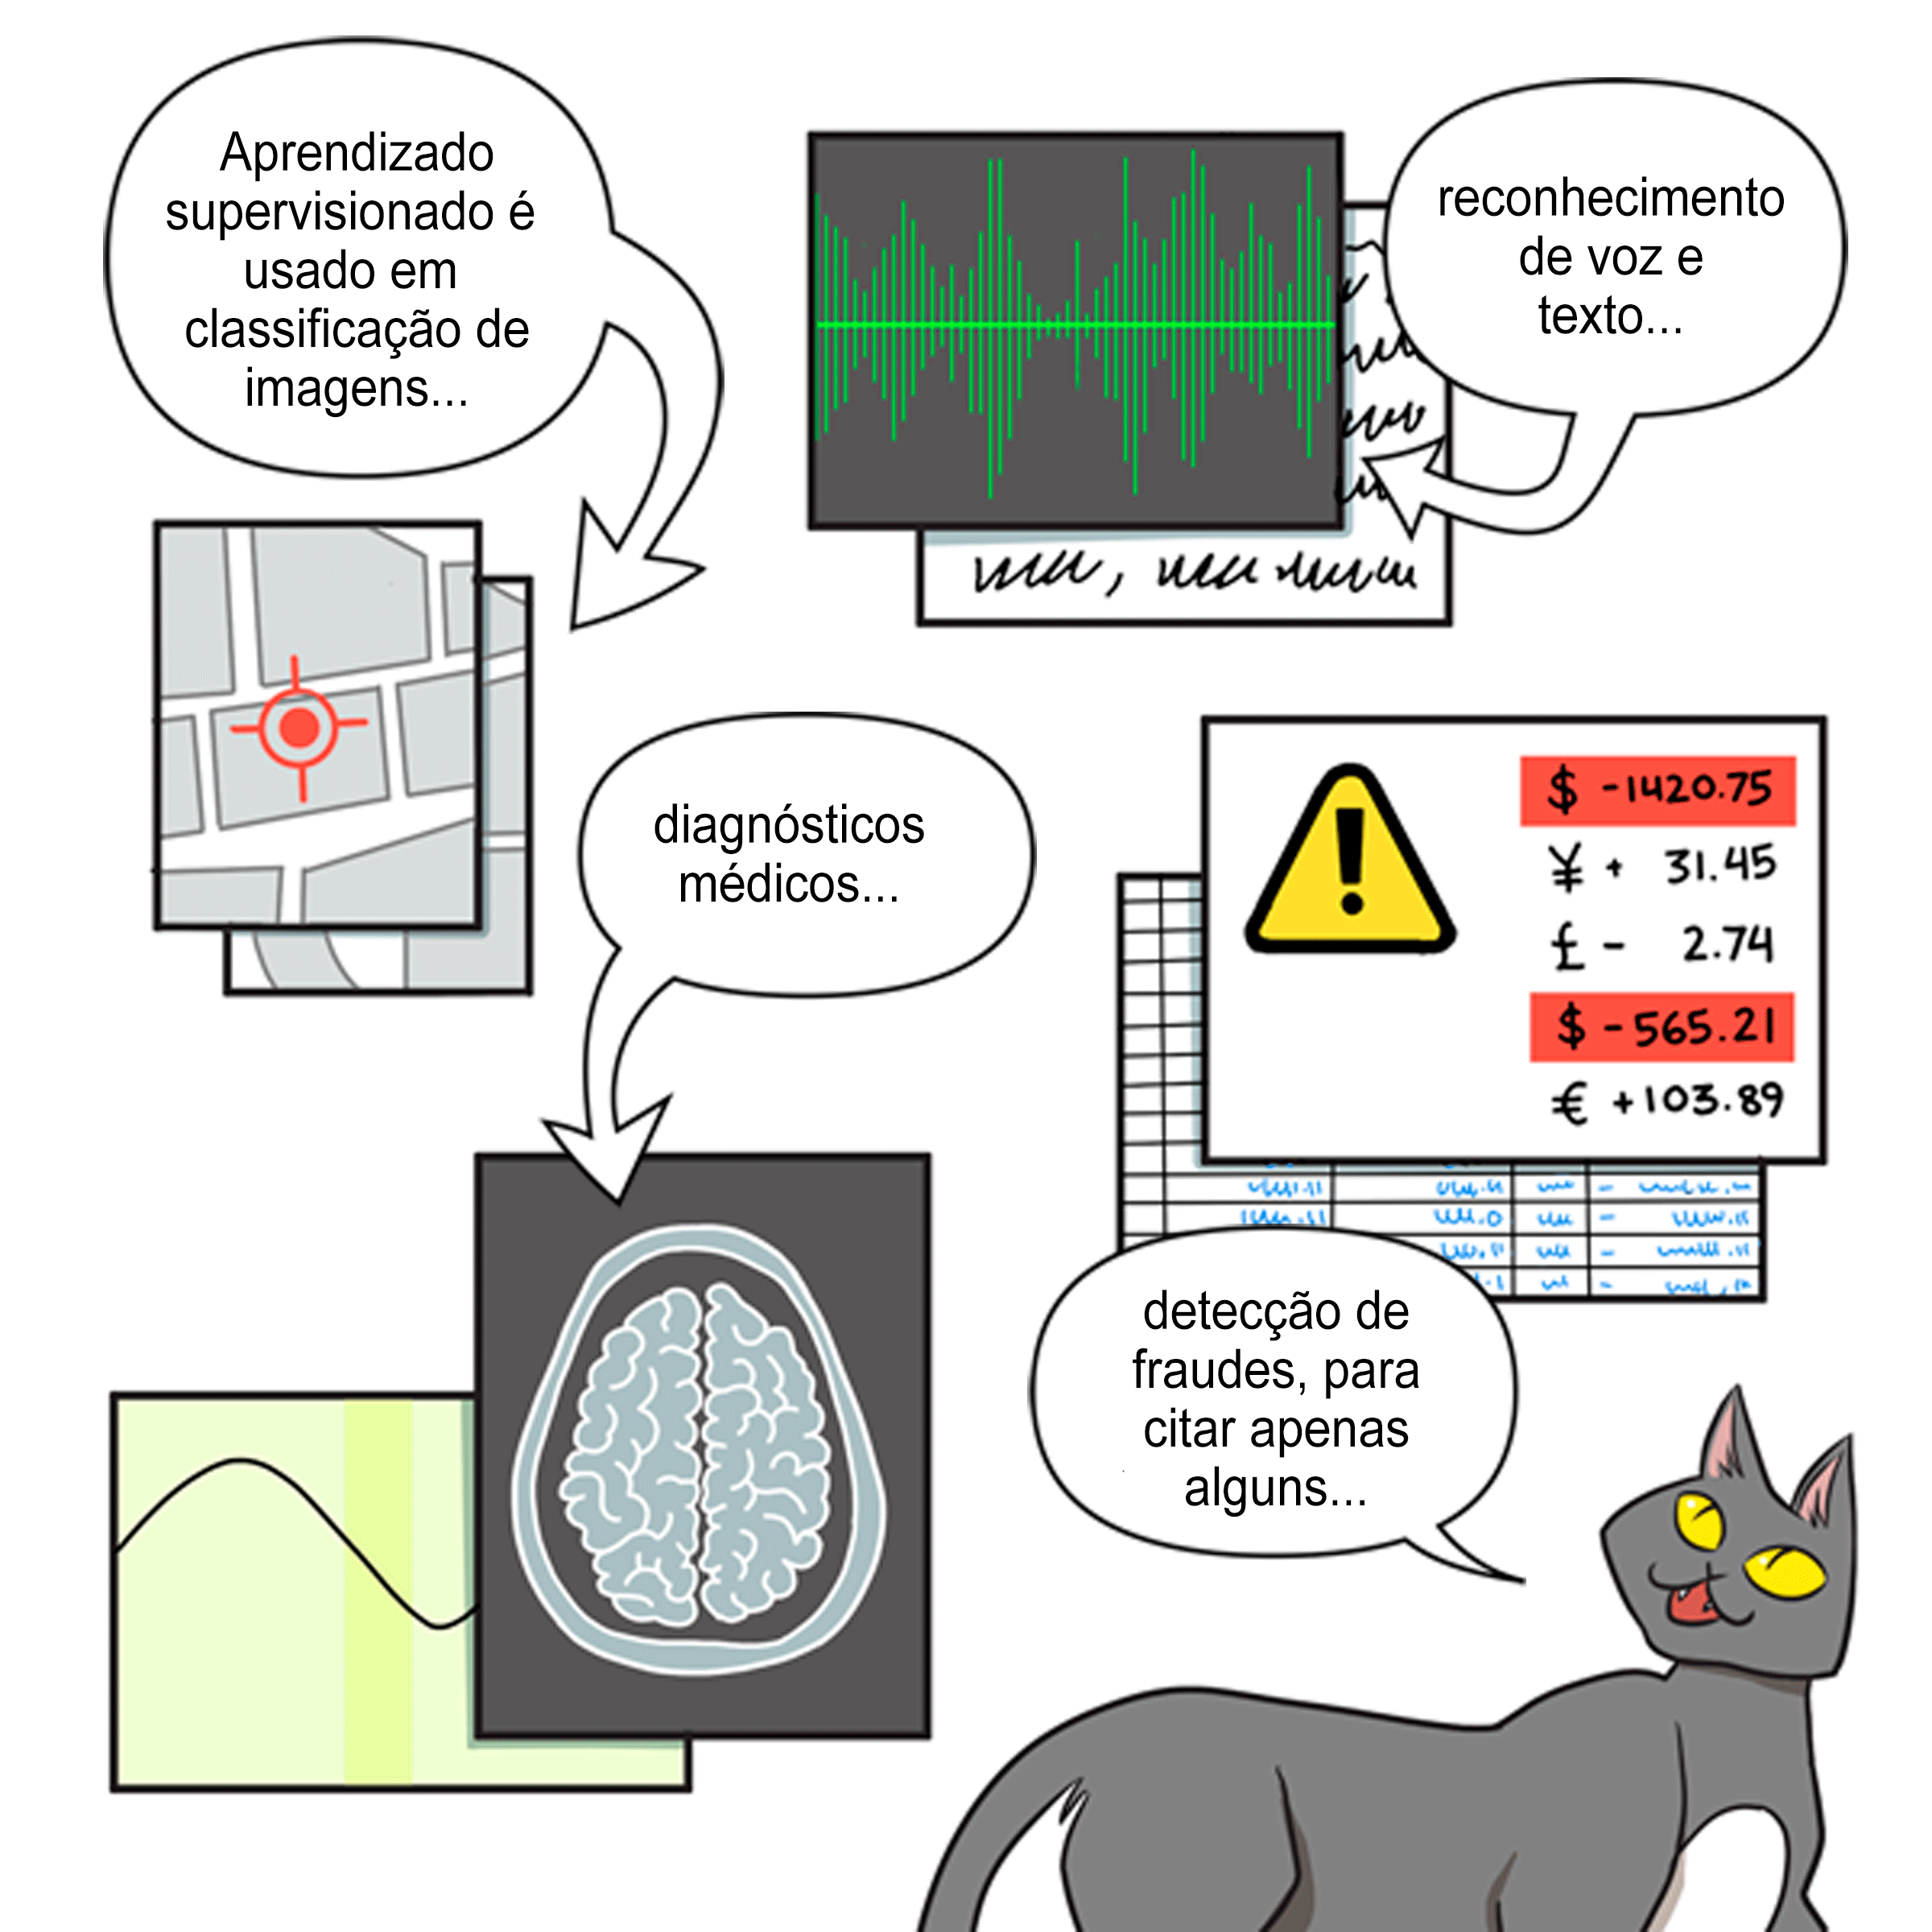 Aprendizado
supervisionado é
usado em
classificação de
imagens...
reconhecimento
de voz e
texto...
diagnósticos
médicos...
$ -1420.75
¥ + 31.45
£ - 2.74
$ -565.21
€ +103.89
detecção de
fraudes, para
citar apenas
alguns...